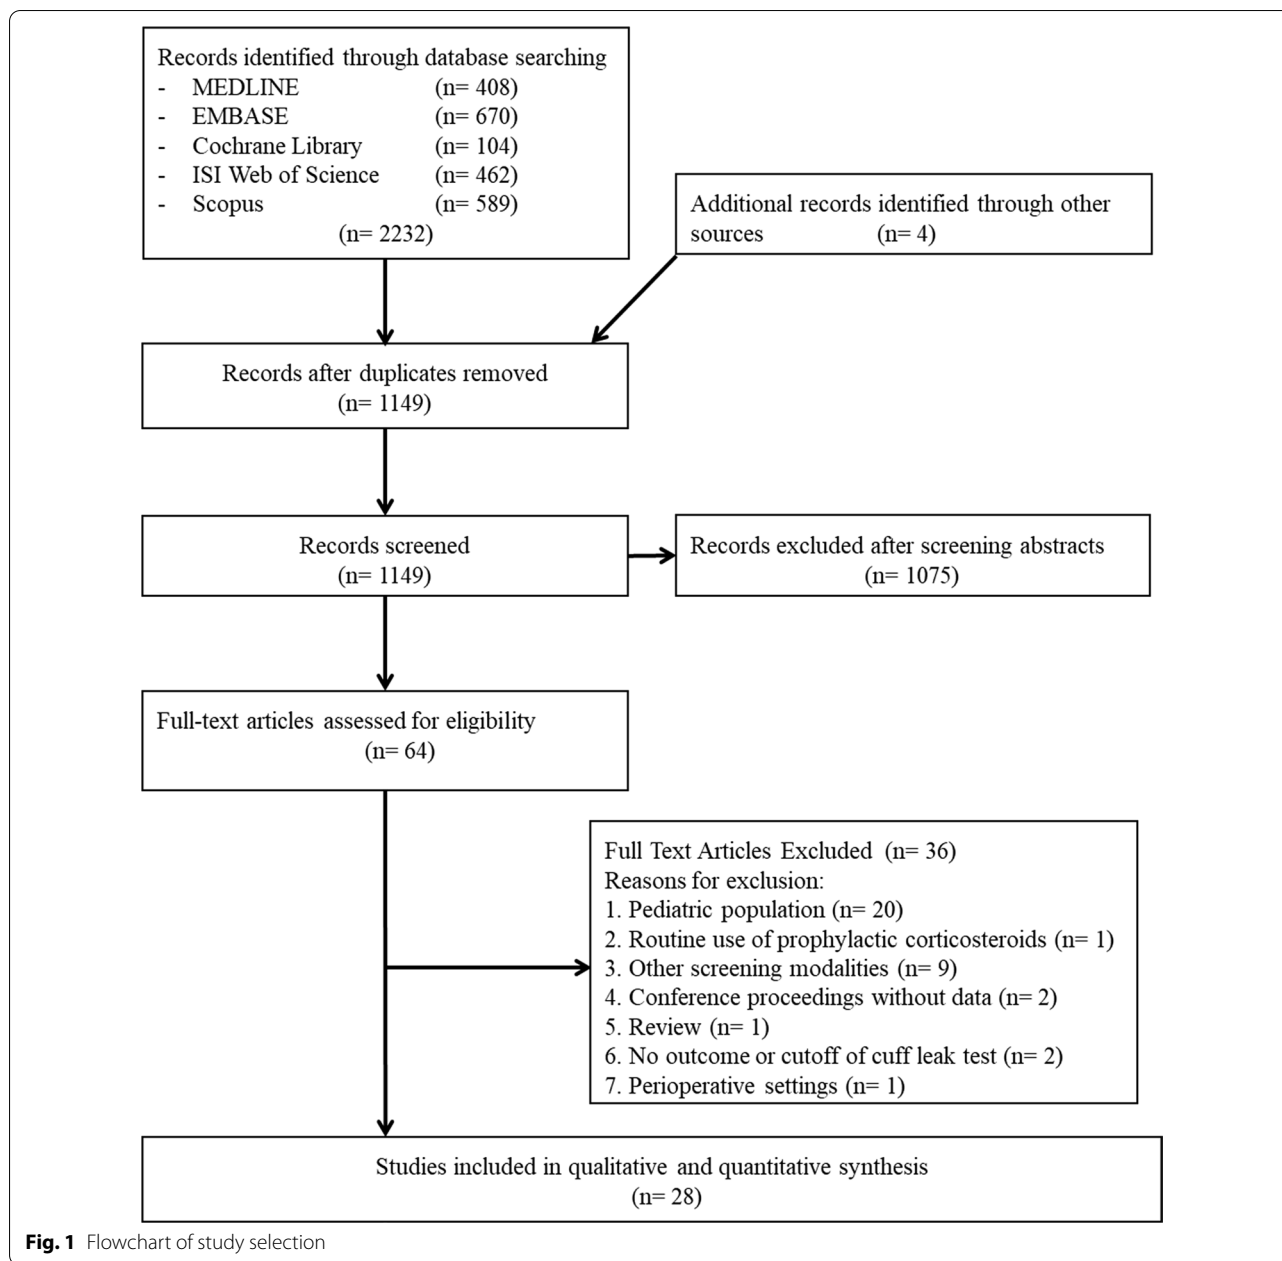 Records identified through database searching
- MEDLINE (n= 408)
- EMBASE (n= 670)
- Cochrane Library (n= 104)
- ISI Web of Science (n= 462)
- Scopus (n= 589)
(n= 2232)
Additional records identified through other
sources (n= 4)
Records after duplicates removed
(n= 1149)
Records screened
(n= 1149)
Records excluded after screening abstracts
(n= 1075)
Full-text articles assessed for eligibility
(n= 64)
Full Text Articles Excluded (n= 36)
Reasons for exclusion:
1. Pediatric population (n= 20)
2. Routine use of prophylactic corticosteroids (n= 1)
3. Other screening modalities (n= 9)
4. Conference proceedings without data (n= 2)
5. Review (n= 1)
6. No outcome or cutoff of cuff leak test (n= 2)
7. Perioperative settings (n= 1)
Studies included in qualitative and quantitative synthesis
(n= 28)
Fig. 1 Flowchart of study selection